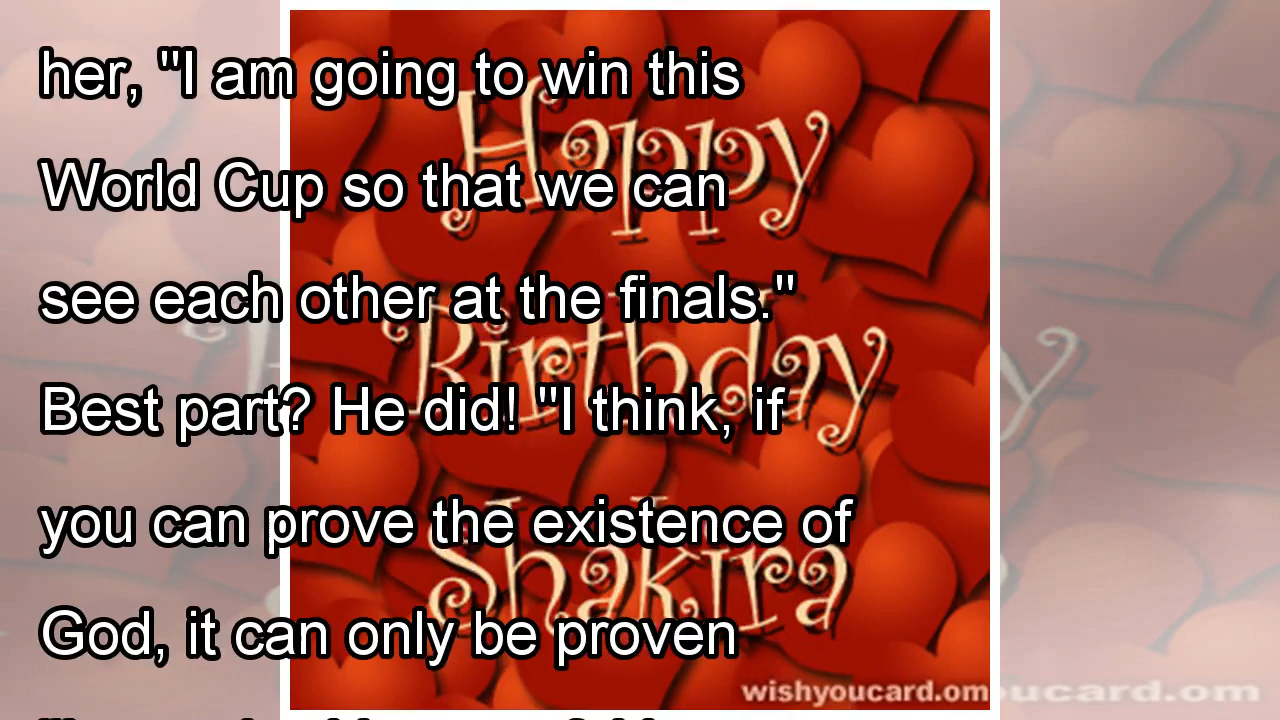 her, "I am going to win this
World Cup so that we can
see each other at the finals."
Best part? He did! "I think, if
you can prove the existence of
God, it can only be proven
Happy
Birthday
Shakira
wishyoucard.om
oucard.om